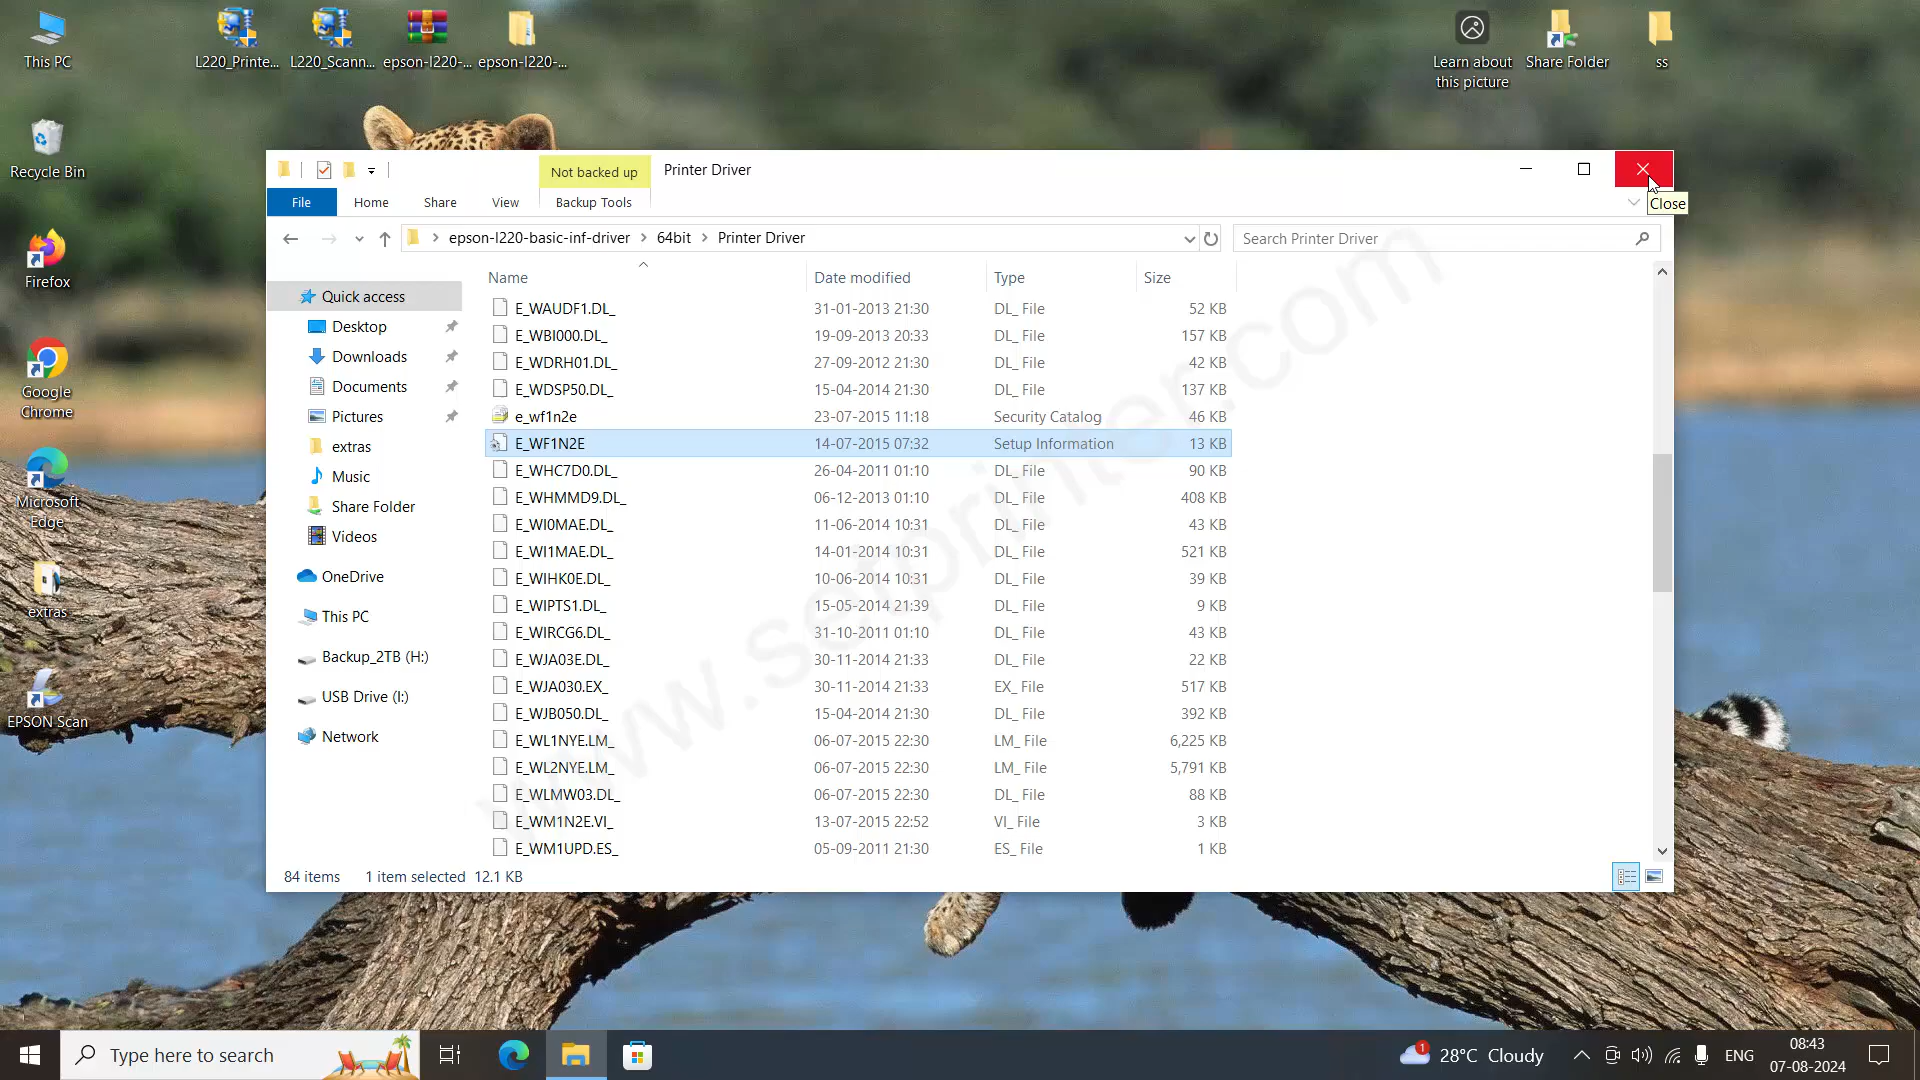 This PC
L220_Printe...
L220_Scann...
epson-l220-...
epson-l220-...
Learn about
this picture
Share Folder
ss
Recycle Bin
Firefox
Google
Chrome
Microsoft
Edge
extras
EPSON Scan
Not backed up
Printer Driver
Close
File
Home
Share
View
Backup Tools
epson-l220-basic-inf-driver
64bit
Printer Driver
Search Printer Driver
Quick access
Desktop
Downloads
Documents
Pictures
extras
Music
Share Folder
Videos
OneDrive
This PC
Backup_2TB (H:)
USB Drive (I:)
Network
Name Date modified Type Size
E_WAUDF1.DL_ 31-01-2013 21:30 DL_ File 52 KB
E_WBI000.DL_ 19-09-2013 20:33 DL_ File 157 KB
E_WDRH01.DL_ 27-09-2012 21:30 DL_ File 42 KB
E_WDSP50.DL_ 15-04-2014 21:30 DL_ File 137 KB
e_wf1n2e 23-07-2015 11:18 Security Catalog 46 KB
E_WF1N2E 14-07-2015 07:32 Setup Information 13 KB
E_WHC7D0.DL_ 26-04-2011 01:10 DL_ File 90 KB
E_WHMMD9.DL_ 06-12-2013 01:10 DL_ File 408 KB
E_WI0MAE.DL_ 11-06-2014 10:31 DL_ File 43 KB
E_WI1MAE.DL_ 14-01-2014 10:31 DL_ File 521 KB
E_WIHK0E.DL_ 10-06-2014 10:31 DL_ File 39 KB
E_WIPTS1.DL_ 15-05-2014 21:39 DL_ File 9 KB
E_WIRCG6.DL_ 31-10-2011 01:10 DL_ File 43 KB
E_WJA03E.DL_ 30-11-2014 21:33 DL_ File 22 KB
E_WJA030.EX_ 30-11-2014 21:33 EX_ File 517 KB
E_WJB050.DL_ 15-04-2014 21:30 DL_ File 392 KB
E_WL1NYE.LM_ 06-07-2015 22:30 LM_ File 6,225 KB
E_WL2NYE.LM_ 06-07-2015 22:30 LM_ File 5,791 KB
E_WLMW03.DL_ 06-07-2015 22:30 DL_ File 88 KB
E_WM1N2E.VI_ 13-07-2015 22:52 VI_ File 3 KB
E_WM1UPD.ES_ 05-09-2011 21:30 ES_ File 1 KB
www.serprinter.com
84 items 1 item selected 12.1 KB
Type here to search
1
28°C Cloudy
ENG
08:43
07-08-2024